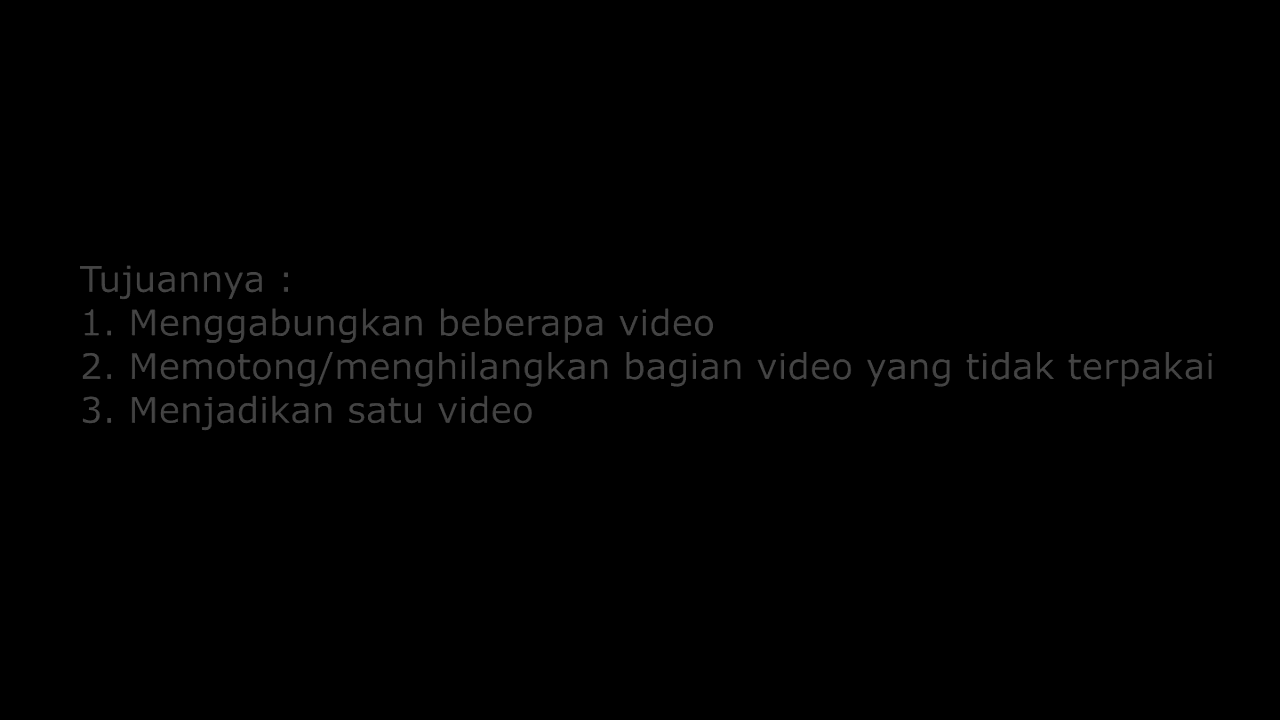 Tujuannya :
1. Menggabungkan beberapa video
2. Memotong/menghilangkan bagian video yang tidak terpakai
3. Menjadikan satu video